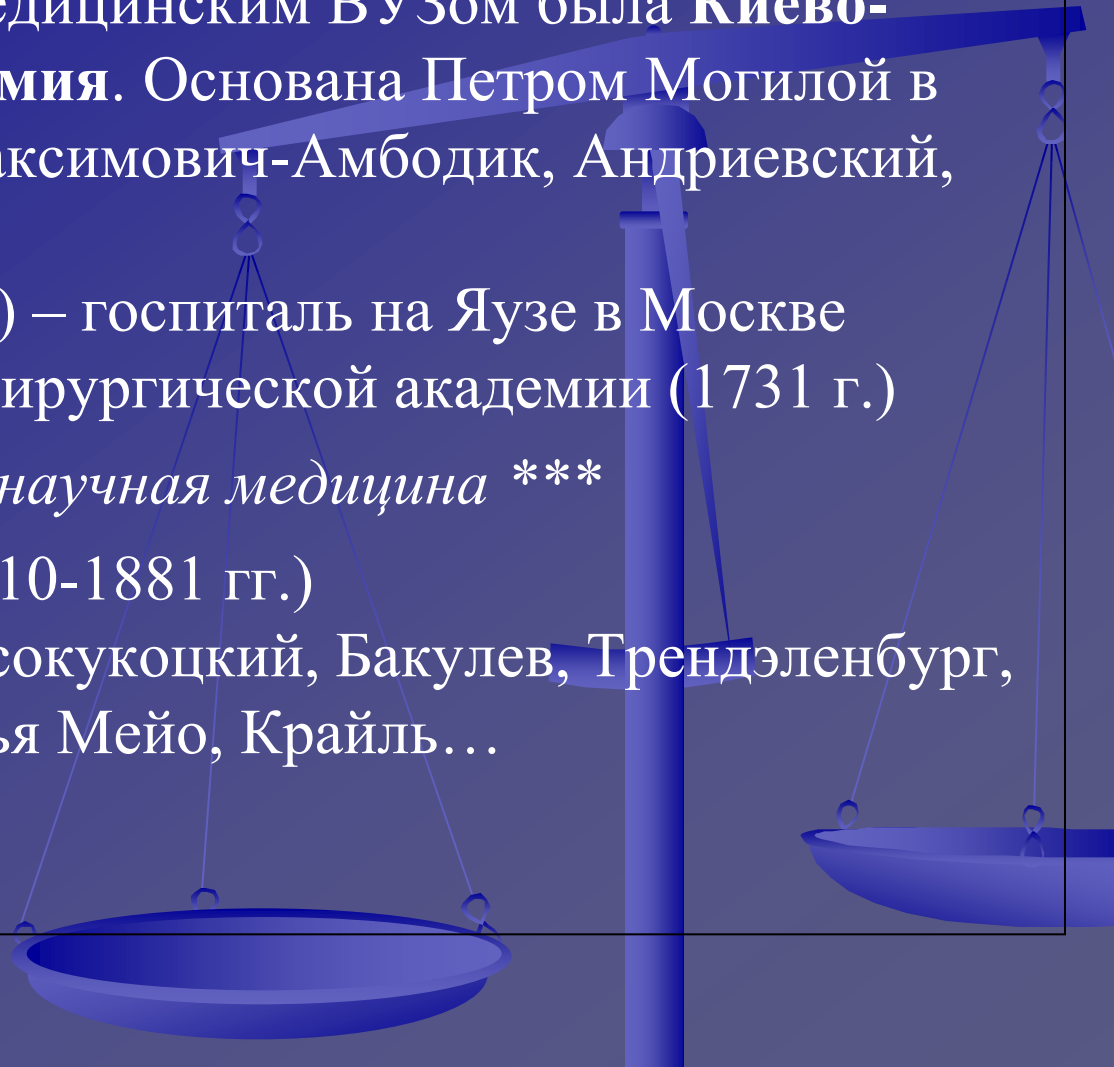 едицинским ВУЗом была Киево-
мия. Основана Петром Могилой в
аксимович-Амбодик, Андриевский,
) – госпиталь на Яузе в Москве
ирургической академии (1731 г.)
научная медицина ***
10-1881 гг.)
сокукоцкий, Бакулев, Трендэленбург,
ья Мейо, Крайль…